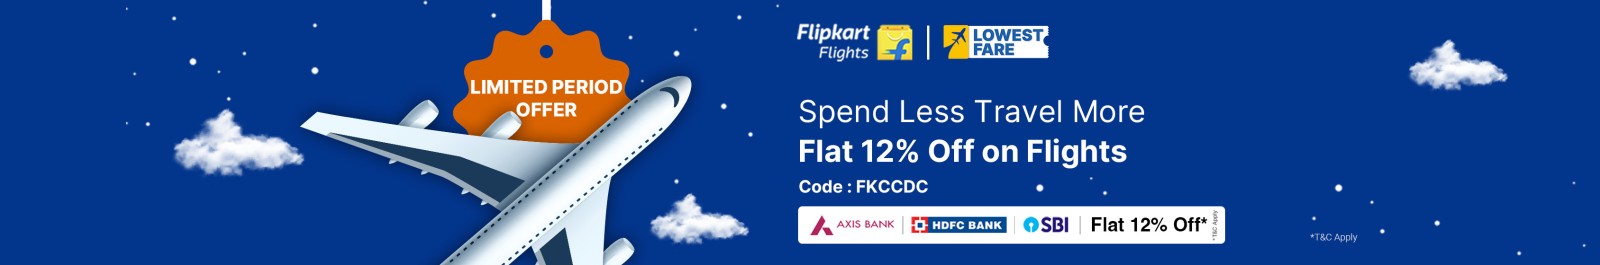 LIMITED PERIOD
OFFER
Flipkart
Flights
LOWEST
FARE
Spend Less Travel More
Flat 12% Off on Flights
Code : FKCCDC
AXIS BANK HDFC BANK SBI Flat 12% Off*
*T&C Apply
*T&C Apply